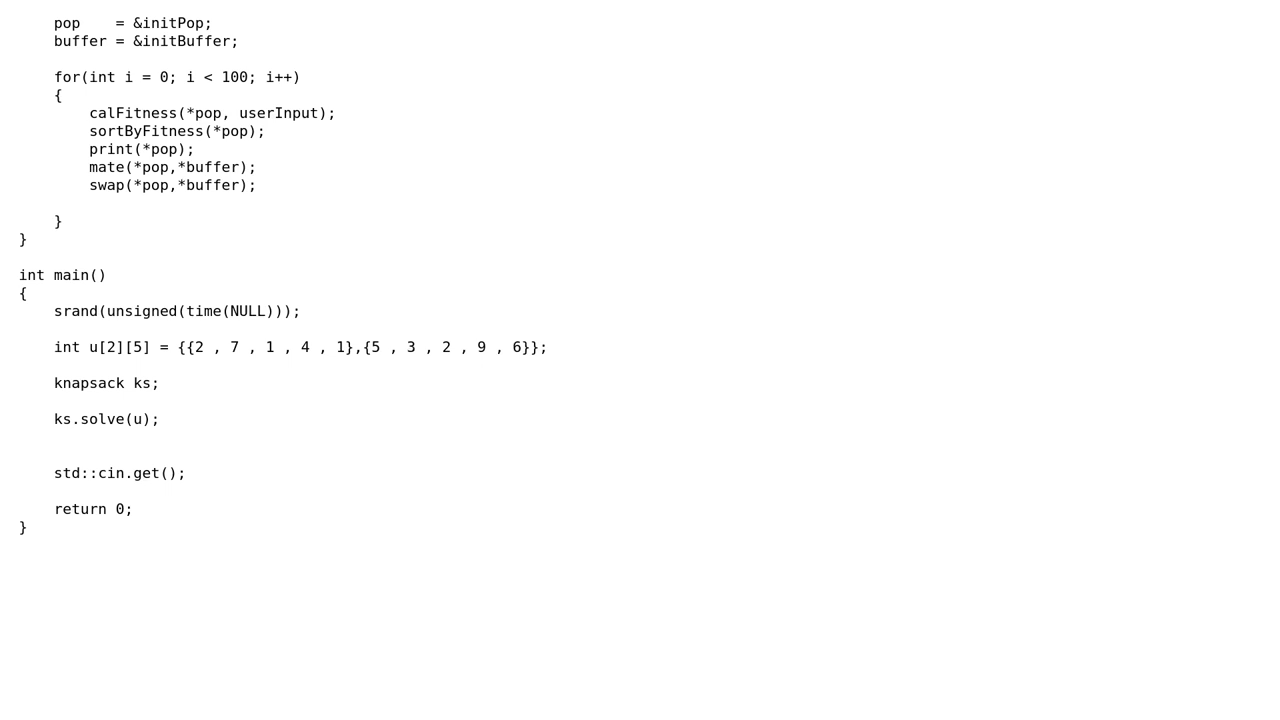 pop    = &initPop;
    buffer = &initBuffer;

    for(int i = 0; i < 100; i++)
    {
        calFitness(*pop, userInput);
        sortByFitness(*pop);
        print(*pop);
        mate(*pop,*buffer);
        swap(*pop,*buffer);

    }
}

int main()
{
    srand(unsigned(time(NULL)));

    int u[2][5] = {{2 , 7 , 1 , 4 , 1},{5 , 3 , 2 , 9 , 6}};

    knapsack ks;

    ks.solve(u);


    std::cin.get();

    return 0;
}